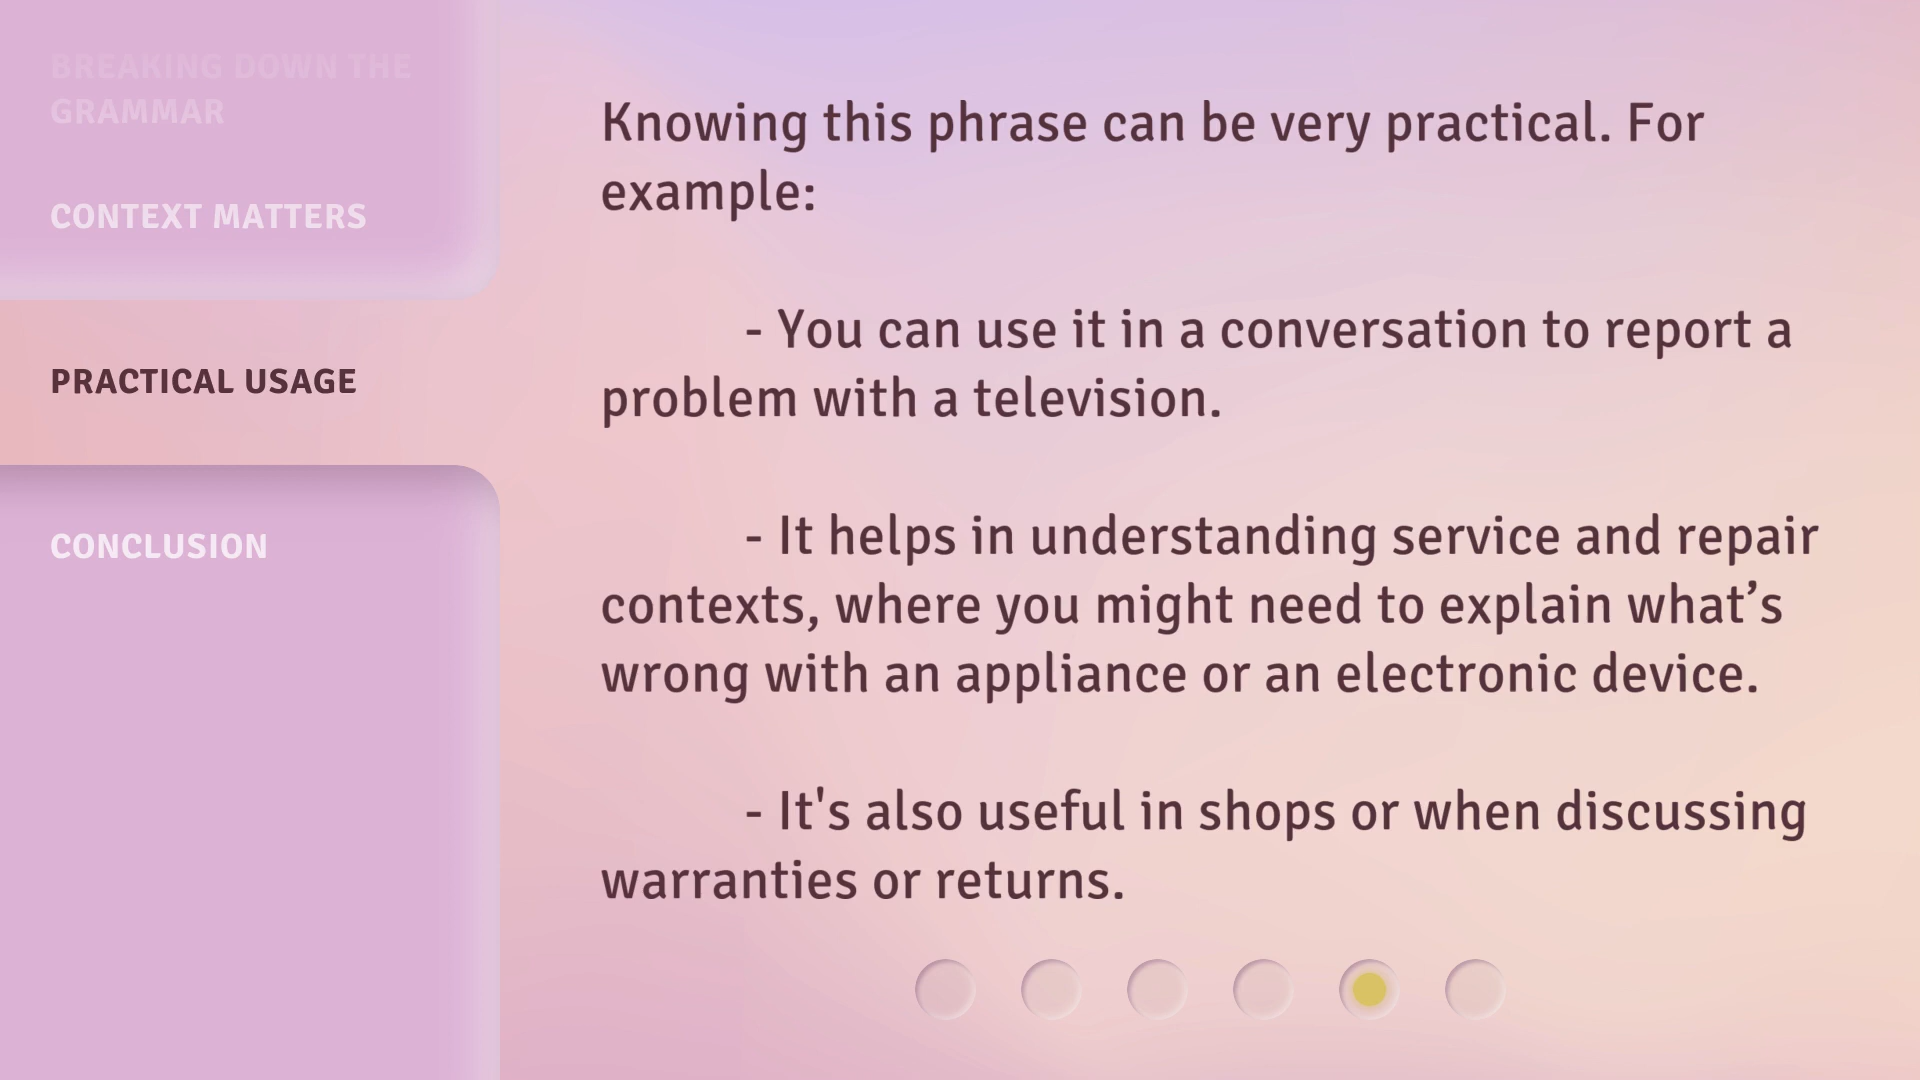 BREAKING DOWN THE
GRAMMAR
CONTEXT MATTERS
PRACTICAL USAGE
CONCLUSION
Knowing this phrase can be very practical. For
example:
- You can use it in a conversation to report a
problem with a television.
- It helps in understanding service and repair
contexts, where you might need to explain what’s
wrong with an appliance or an electronic device.
- It's also useful in shops or when discussing
warranties or returns.